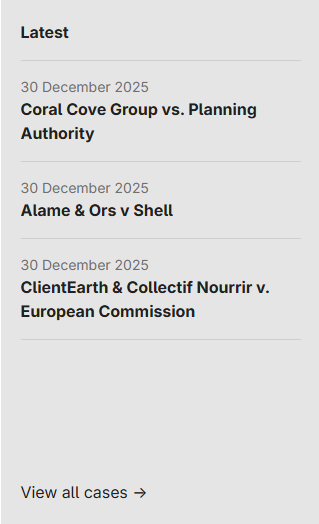 Latest
30 December 2025
Coral Cove Group vs. Planning
Authority
30 December 2025
Alame & Ors v Shell
30 December 2025
ClientEarth & Collectif Nourrir v.
European Commission
View all cases →